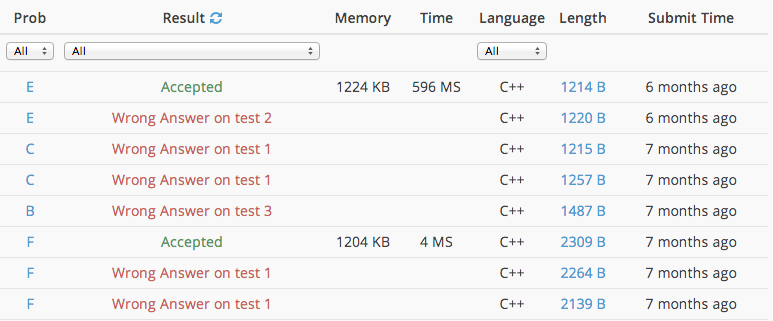 Prob Result Memory Time Language Length Submit Time
All All All
E Accepted 1224 KB 596 MS C++ 1214 B 6 months ago
E Wrong Answer on test 2 C++ 1220 B 6 months ago
C Wrong Answer on test 1 C++ 1215 B 7 months ago
C Wrong Answer on test 1 C++ 1257 B 7 months ago
B Wrong Answer on test 3 C++ 1487 B 7 months ago
F Accepted 1204 KB 4 MS C++ 2309 B 7 months ago
F Wrong Answer on test 1 C++ 2264 B 7 months ago
F Wrong Answer on test 1 C++ 2139 B 7 months ago